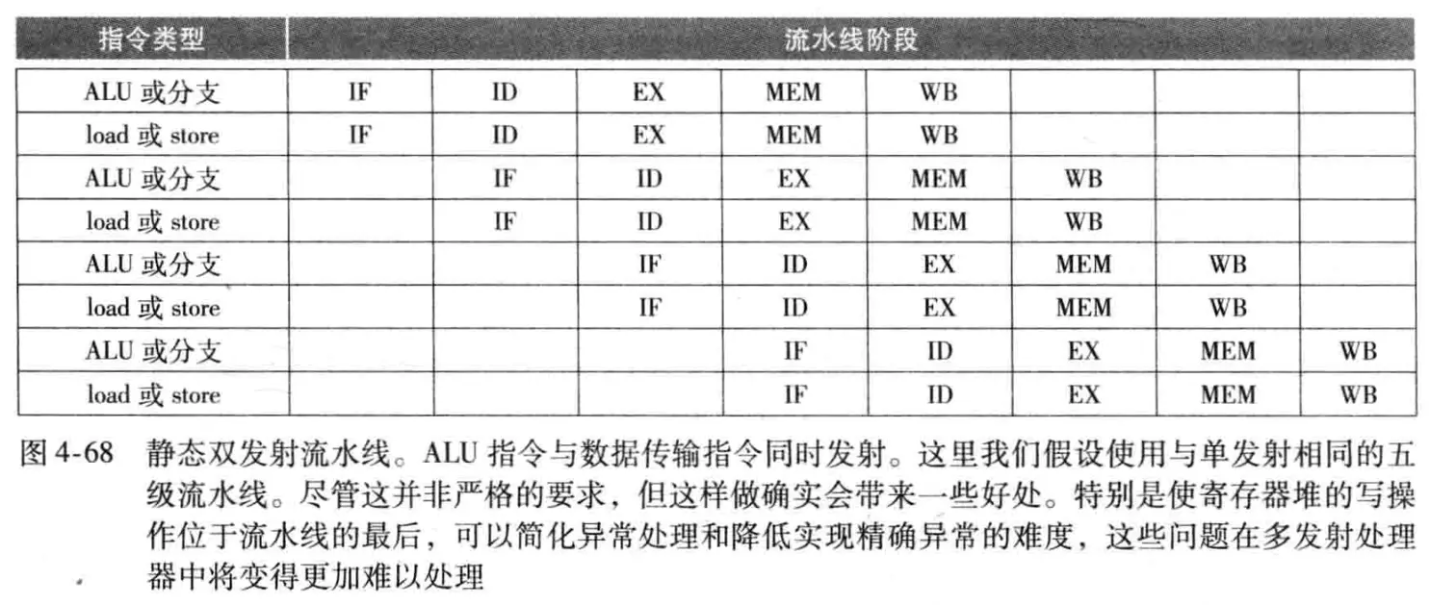 指令类型 流水线阶段
ALU 或分支 IF ID EX MEM WB
load 或 store IF ID EX MEM WB
ALU 或分支 IF ID EX MEM WB
load 或 store IF ID EX MEM WB
ALU 或分支 IF ID EX MEM WB
load 或 store IF ID EX MEM WB
ALU 或分支 IF ID EX MEM WB
load 或 store IF ID EX MEM WB
图 4-68 静态双发射流水线。ALU 指令与数据传输指令同时发射。这里我们假设使用与单发射相同的五
级流水线。尽管这并非严格的要求，但这样做确实会带来一些好处。特别是使寄存器堆的写操
作位于流水线的最后，可以简化异常处理和降低实现精确异常的难度，这些问题在多发射处理
器中将变得更加难以处理